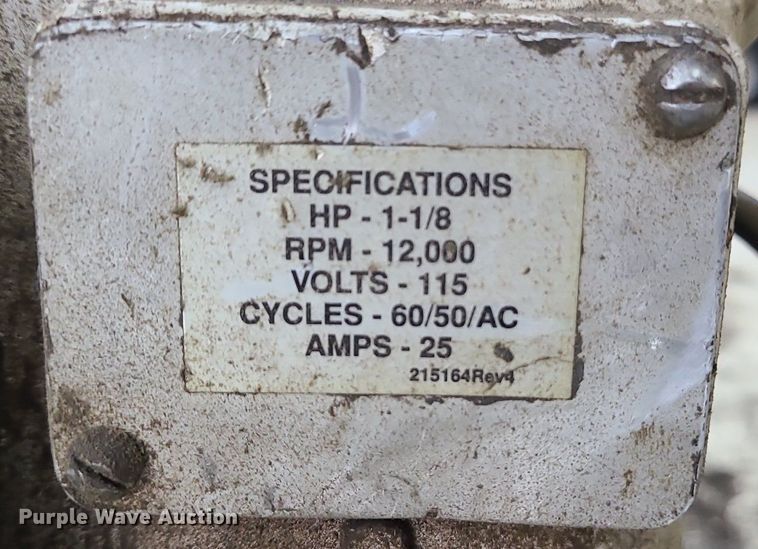 SPECIFICATIONS
HP - 1-1/8
RPM - 12,000
VOLTS - 115
CYCLES - 60/50/AC
AMPS - 25
215164Rev4
Purple Wave Auction